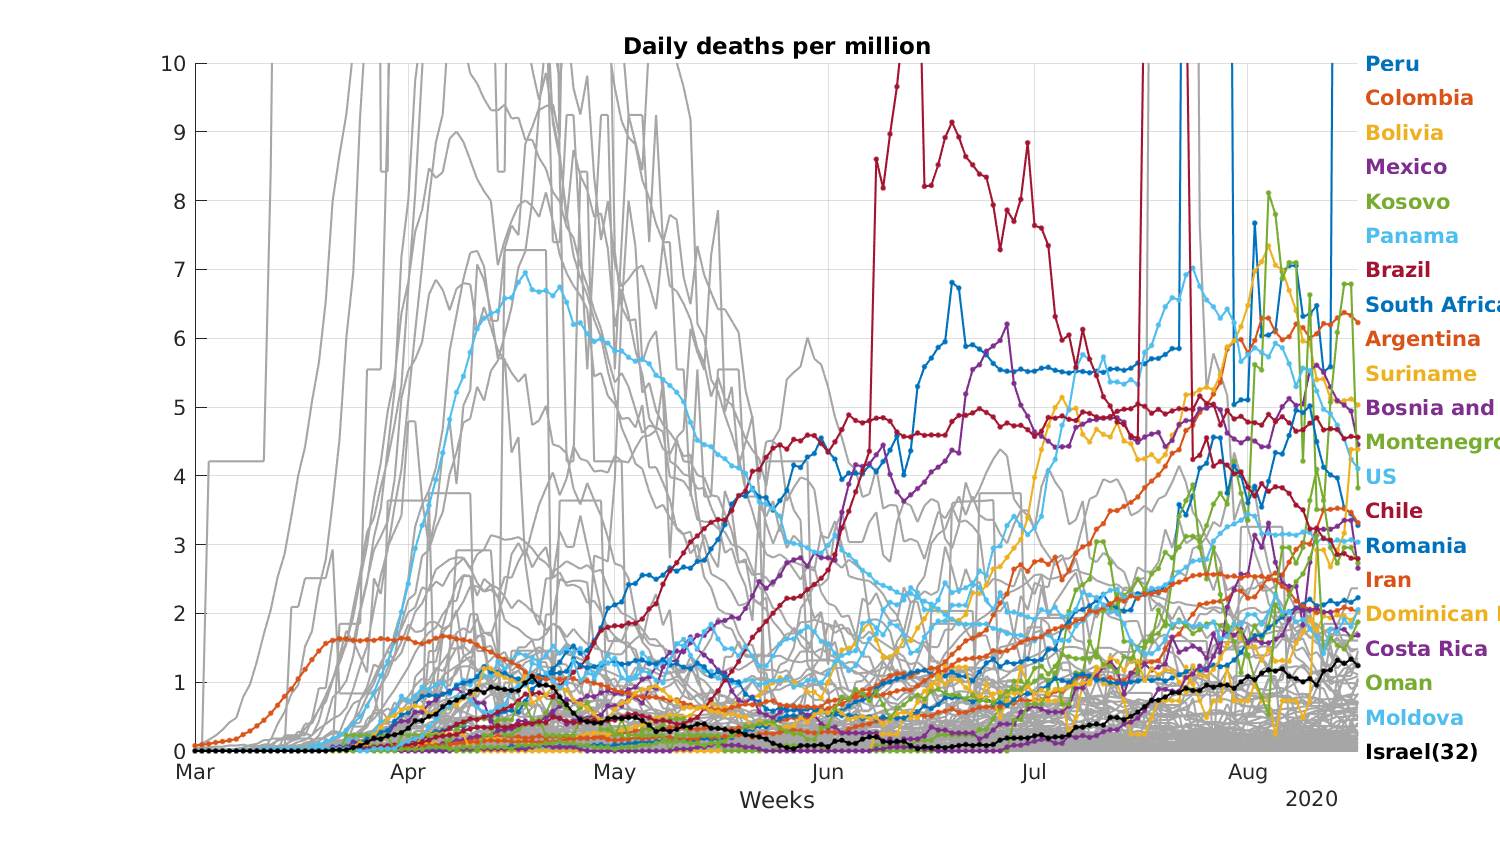 Daily deaths per million
10
9
8
7
6
5
4
3
2
1
0
Mar
Apr
May
Jun
Jul
Aug
Weeks
2020
Peru
Colombia
Bolivia
Mexico
Kosovo
Panama
Brazil
South Africa
Argentina
Suriname
Bosnia and
Montenegro
US
Chile
Romania
Iran
Dominican
Costa Rica
Oman
Moldova
Israel(32)